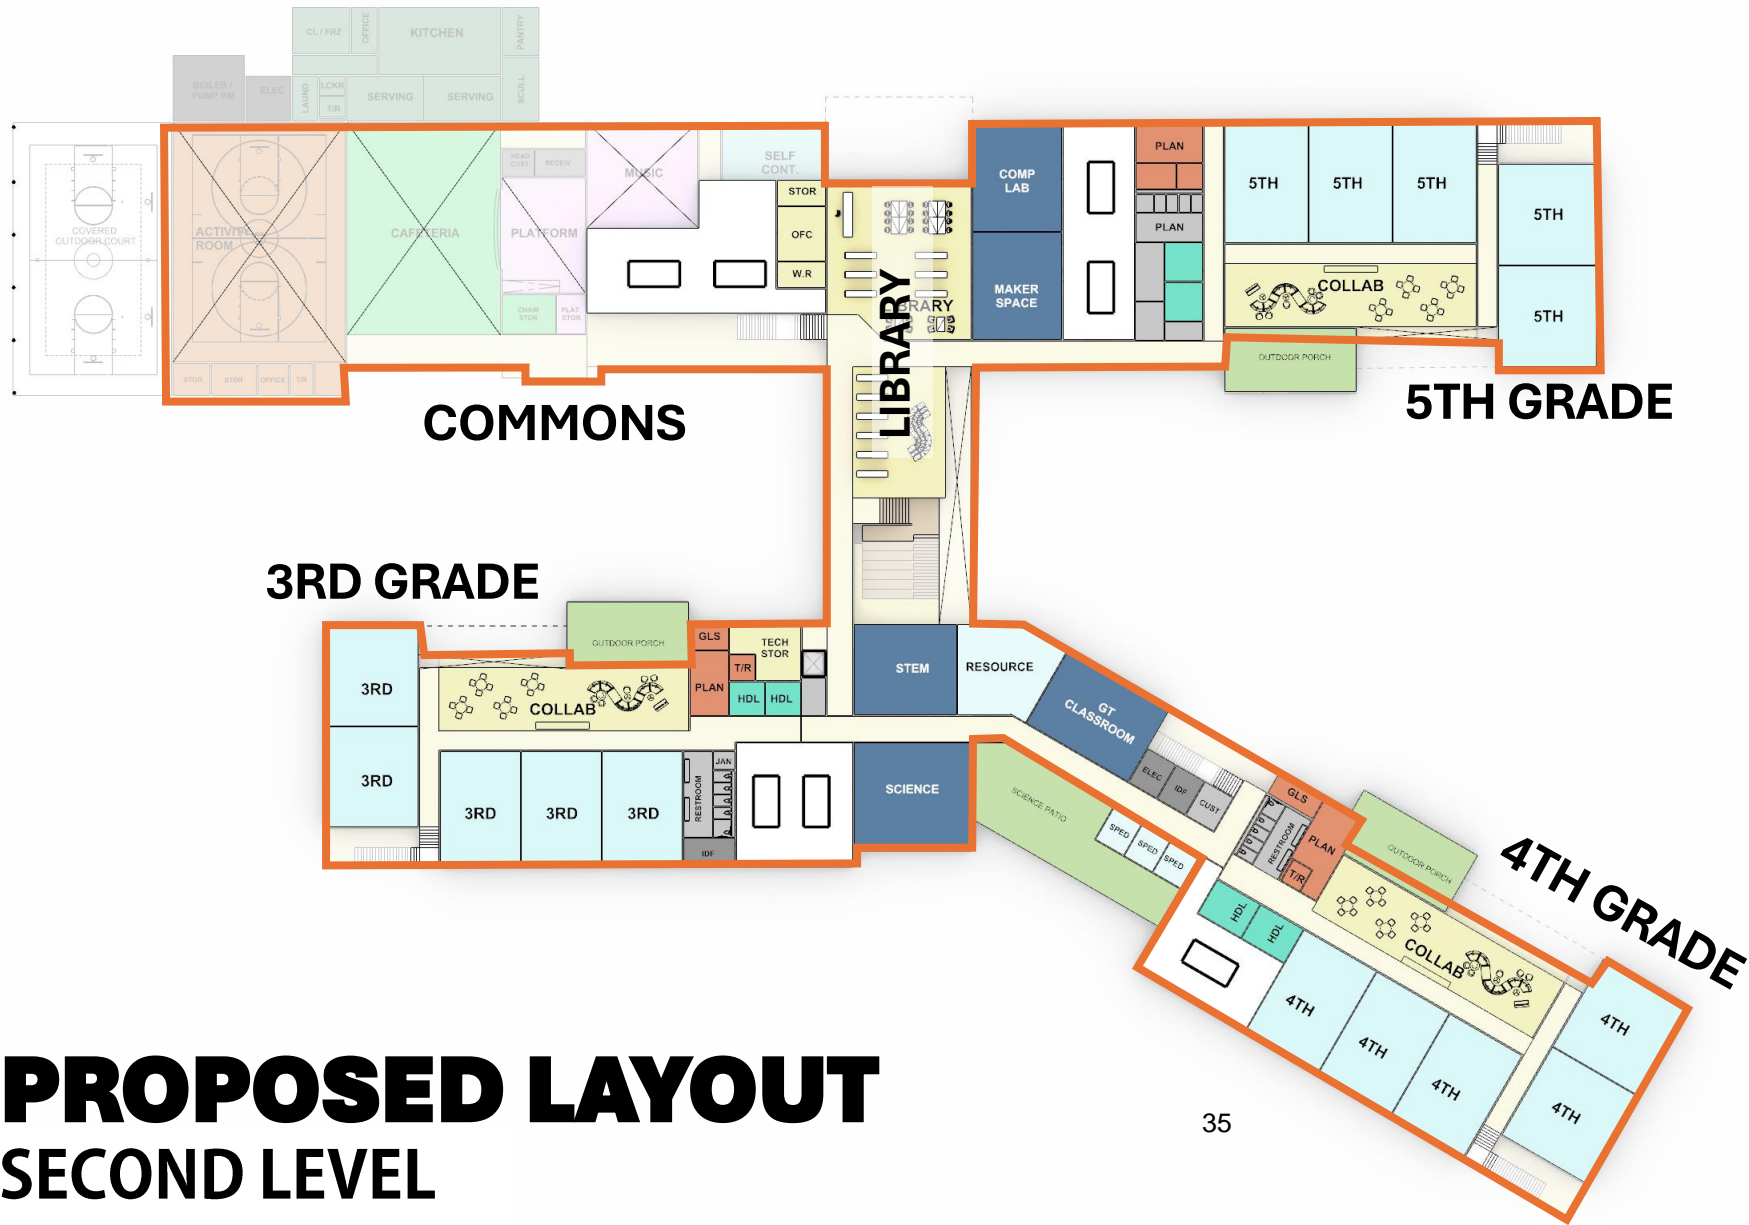 CL / FRZ
OFFICE
KITCHEN
PANTRY
BOILER /
PUMP RM
ELEC
LAUND
LCKR
T/R
SERVING
SERVING
SCULL
COVERED
OUTDOOR COURT
ACTIVITY
ROOM
CAFETERIA
HEAD
CUST
RECEIV
PLATFORM
MUSIC
SELF
CONT.
CHAIR
STOR
PLAT
STOR
STOR
STOR
OFFICE
T/R
STOR
OFC
W.R
LIBRARY
LIBRARY
COMP
LAB
MAKER
SPACE
PLAN
PLAN
5TH
5TH
5TH
5TH
5TH
COLLAB
OUTDOOR PORCH
COMMONS
5TH GRADE
3RD GRADE
OUTDOOR PORCH
GLS
TECH
STOR
T/R
PLAN
HDL
HDL
3RD
3RD
COLLAB
3RD
3RD
3RD
RESTROOM
JAN
IDF
STEM
RESOURCE
GT
CLASSROOM
SCIENCE
SCIENCE PATIO
ELEC
IDF
CUST
SPED
SPED
SPED
GLS
RESTROOM
PLAN
T/R
OUTDOOR PORCH
4TH GRADE
HDL
HDL
COLLAB
4TH
4TH
4TH
4TH
4TH
PROPOSED LAYOUT
SECOND LEVEL
35